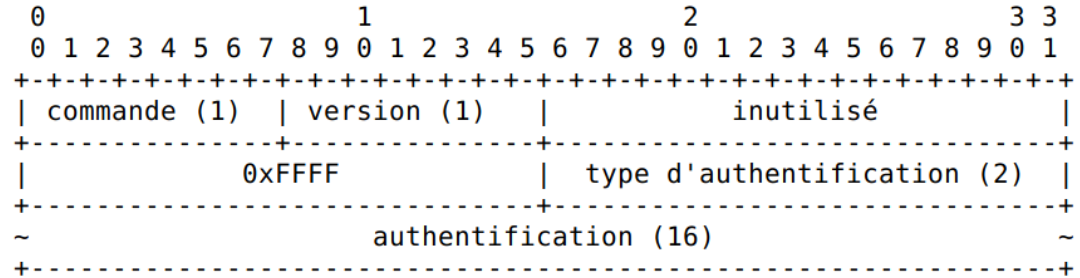 0 1 2 3 3
0 1 2 3 4 5 6 7 8 9 0 1 2 3 4 5 6 7 8 9 0 1 2 3 4 5 6 7 8 9 0 1
+-+-+-+-+-+-+-+-+-+-+-+-+-+-+-+-+-+-+-+-+-+-+-+-+-+-+-+-+-+-+-+-+
| commande (1) | version (1) | inutilisé |
+---------------+---------------+-------------------------------+
| 0xFFFF | type d'authentification (2) |
+-------------------------------+-------------------------------+
~ authentification (16) ~
+---------------------------------------------------------------+